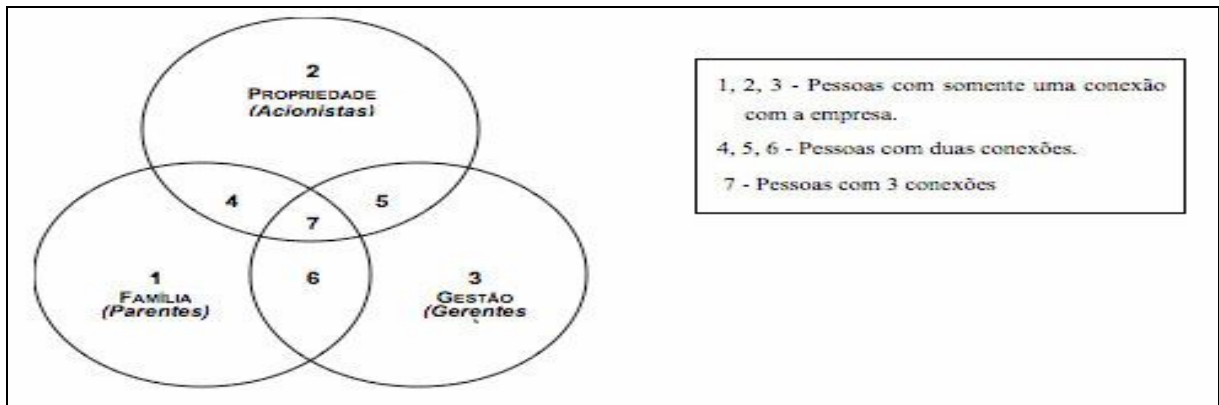 2
PROPRIEDADE
(Acionistas)
4
5
7
1
FAMÍLIA
(Parentes)
6
3
GESTÃO
(Gerentes
1, 2, 3 - Pessoas com somente uma conexão
com a empresa.
4, 5, 6 - Pessoas com duas conexões.
7 - Pessoas com 3 conexões